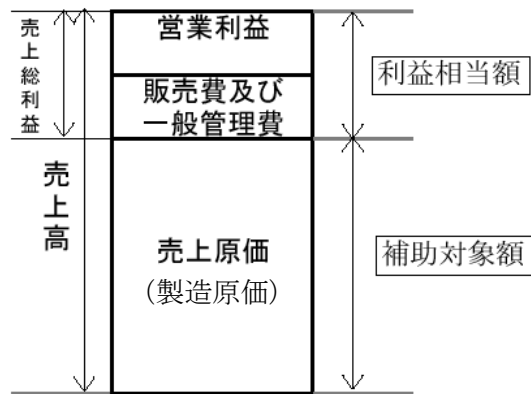 売上総利益
売上高
営業利益
販売費及び
一般管理費
売上原価
(製造原価)
利益相当額
補助対象額